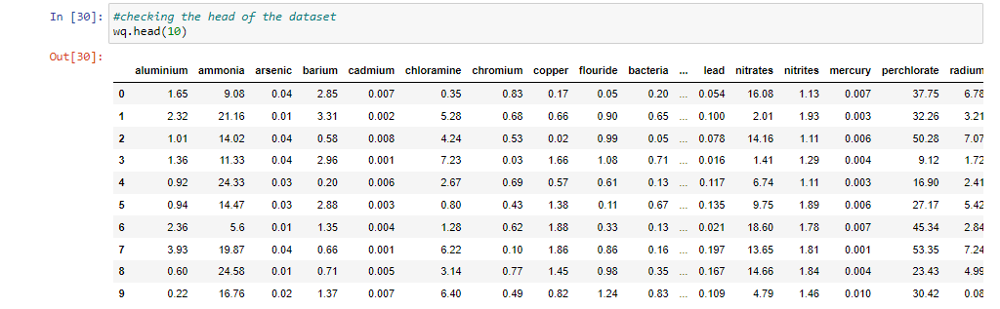 In [30]: #checking the head of the dataset
wq.head(10)
Out[30]:
aluminium ammonia arsenic barium cadmium chloramine chromium copper flouride bacteria ... lead nitrates nitrites mercury perchlorate radium
0 1.65 9.08 0.04 2.85 0.007 0.35 0.83 0.17 0.05 0.20 ... 0.054 16.08 1.13 0.007 37.75 6.78
1 2.32 21.16 0.01 3.31 0.002 5.28 0.68 0.66 0.90 0.65 ... 0.100 2.01 1.93 0.003 32.26 3.21
2 1.01 14.02 0.04 0.58 0.008 4.24 0.53 0.02 0.99 0.05 ... 0.078 14.16 1.11 0.006 50.28 7.07
3 1.36 11.33 0.04 2.96 0.001 7.23 0.03 1.66 1.08 0.71 ... 0.016 1.41 1.29 0.004 9.12 1.72
4 0.92 24.33 0.03 0.20 0.006 2.67 0.69 0.57 0.61 0.13 ... 0.117 6.74 1.11 0.003 16.90 2.41
5 0.94 14.47 0.03 2.88 0.003 0.80 0.43 1.38 0.11 0.67 ... 0.135 9.75 1.89 0.006 27.17 5.42
6 2.36 5.6 0.01 1.35 0.004 1.28 0.62 1.88 0.33 0.13 ... 0.021 18.60 1.78 0.007 45.34 2.84
7 3.93 19.87 0.04 0.66 0.001 6.22 0.10 1.86 0.86 0.16 ... 0.197 13.65 1.81 0.001 53.35 7.24
8 0.60 24.58 0.01 0.71 0.005 3.14 0.77 1.45 0.98 0.35 ... 0.167 14.66 1.84 0.004 23.43 4.99
9 0.22 16.76 0.02 1.37 0.007 6.40 0.49 0.82 1.24 0.83 ... 0.109 4.79 1.46 0.010 30.42 0.08